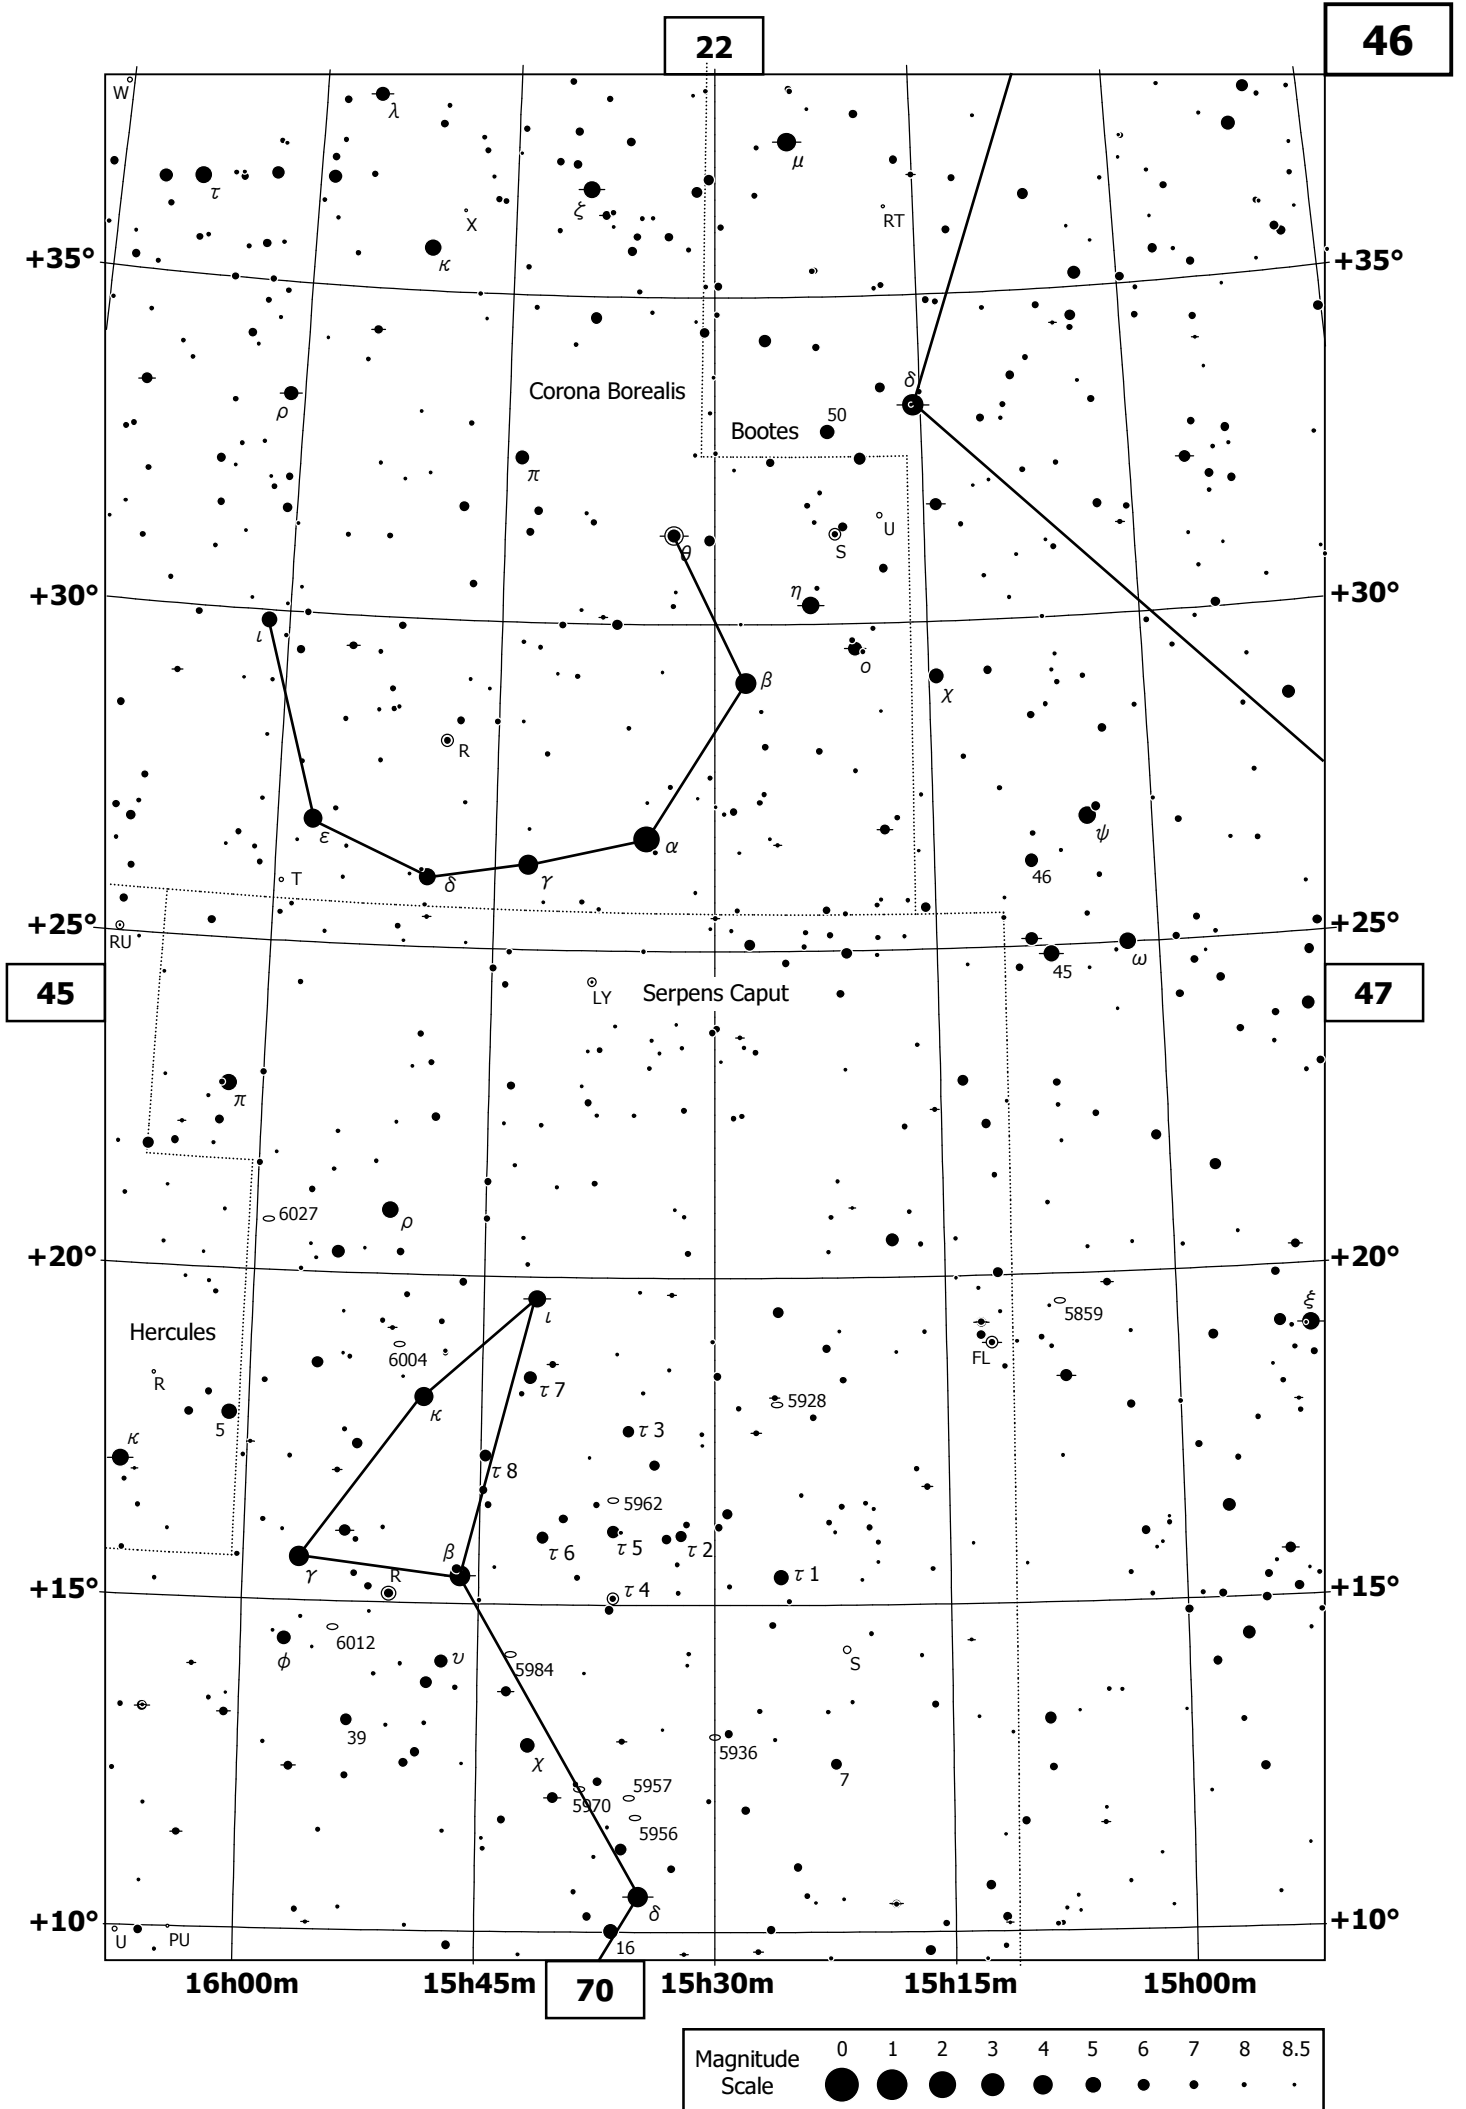 22
46
W
λ
μ
τ
ζ
X
RT
κ
+35°
+35°
δ
Corona Borealis
ρ
50
Bootes
π
U
S
θ
η
+30°
+30°
ι
ο
β
χ
R
ε
α
ψ
γ
46
T
δ
+25°
+25°
RU
ω
45
45
LY
Serpens Caput
47
π
6027
ρ
+20°
+20°
ξ
5859
ι
Hercules
6004
FL
R
τ 7
5928
κ
5
κ
τ 3
τ 8
5962
β
τ 6
τ 5
τ 2
γ
R
τ 1
+15°
τ 4
+15°
6012
φ
υ
S
5984
39
5936
χ
7
5957
5970
5956
δ
+10°
+10°
U
PU
16
16h00m
15h45m
70
15h30m
15h15m
15h00m
Magnitude
Scale
0 1 2 3 4 5 6 7 8 8.5